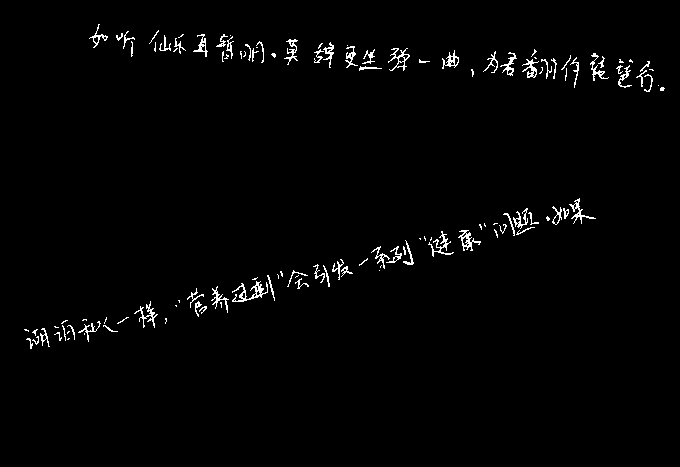 如听仙乐耳暂明。莫辞更坐弹一曲，为君翻作琵琶行。
湖泊和人一样，“营养过剩”会引发一系列“健康”问题。如果